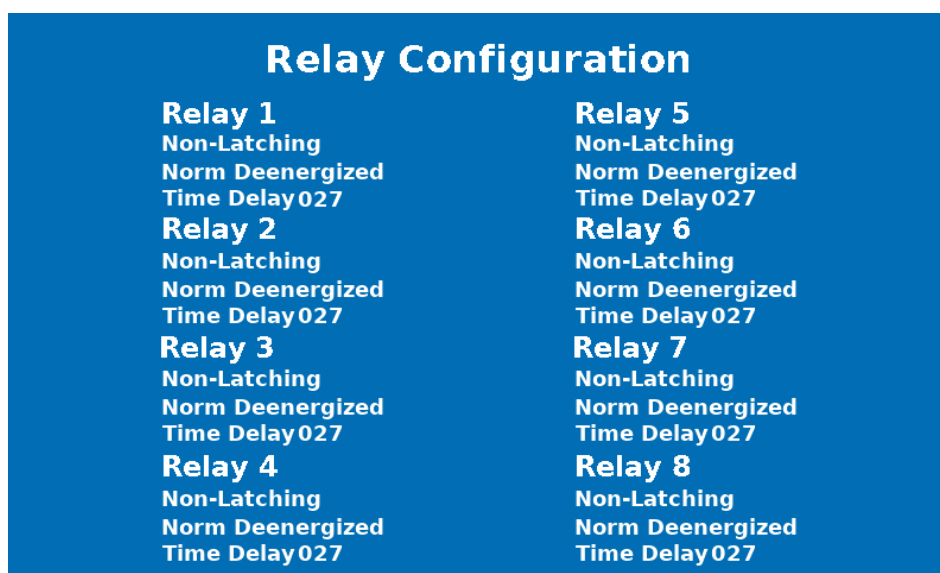 Relay Configuration
Relay 1
Non-Latching
Norm Deenergized
Time Delay 027
Relay 2
Non-Latching
Norm Deenergized
Time Delay 027
Relay 3
Non-Latching
Norm Deenergized
Time Delay 027
Relay 4
Non-Latching
Norm Deenergized
Time Delay 027
Relay 5
Non-Latching
Norm Deenergized
Time Delay 027
Relay 6
Non-Latching
Norm Deenergized
Time Delay 027
Relay 7
Non-Latching
Norm Deenergized
Time Delay 027
Relay 8
Non-Latching
Norm Deenergized
Time Delay 027